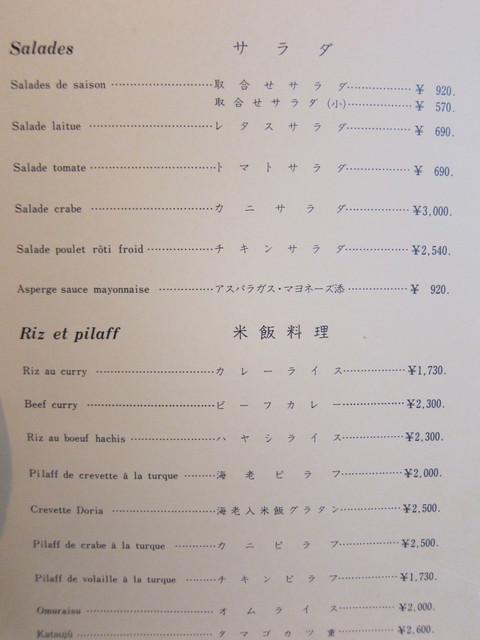 Salades サラダ
Salades de saison 取合せサラダ ¥ 920.
取合せサラダ(小) ¥ 570.
Salade laitue レタスサラダ ¥ 690.
Salade tomate トマトサラダ ¥ 690.
Salade crabe カニサラダ ¥3,000.
Salade poulet rôti froid チキンサラダ ¥2,540.
Asperge sauce mayonnaise アスパラガス・マヨネーズ添 ¥ 920.
Riz et pilaff 米飯料理
Riz au curry カレーライス ¥1,730.
Beef curry ビーフカレー ¥2,300.
Riz au boeuf hachis ハヤシライス ¥2,300.
Pilaff de crevette à la turque 海老ピラフ ¥2,000.
Crevette Doria 海老入米飯グラタン ¥2,500.
Pilaff de crabe à la turque カニピラフ ¥2,500.
Pilaff de volaille à la turque チキンピラフ ¥1,730.
Omuraisu オムライス ¥2,000.
Katsujû タマゴカツ重 ¥2,600.